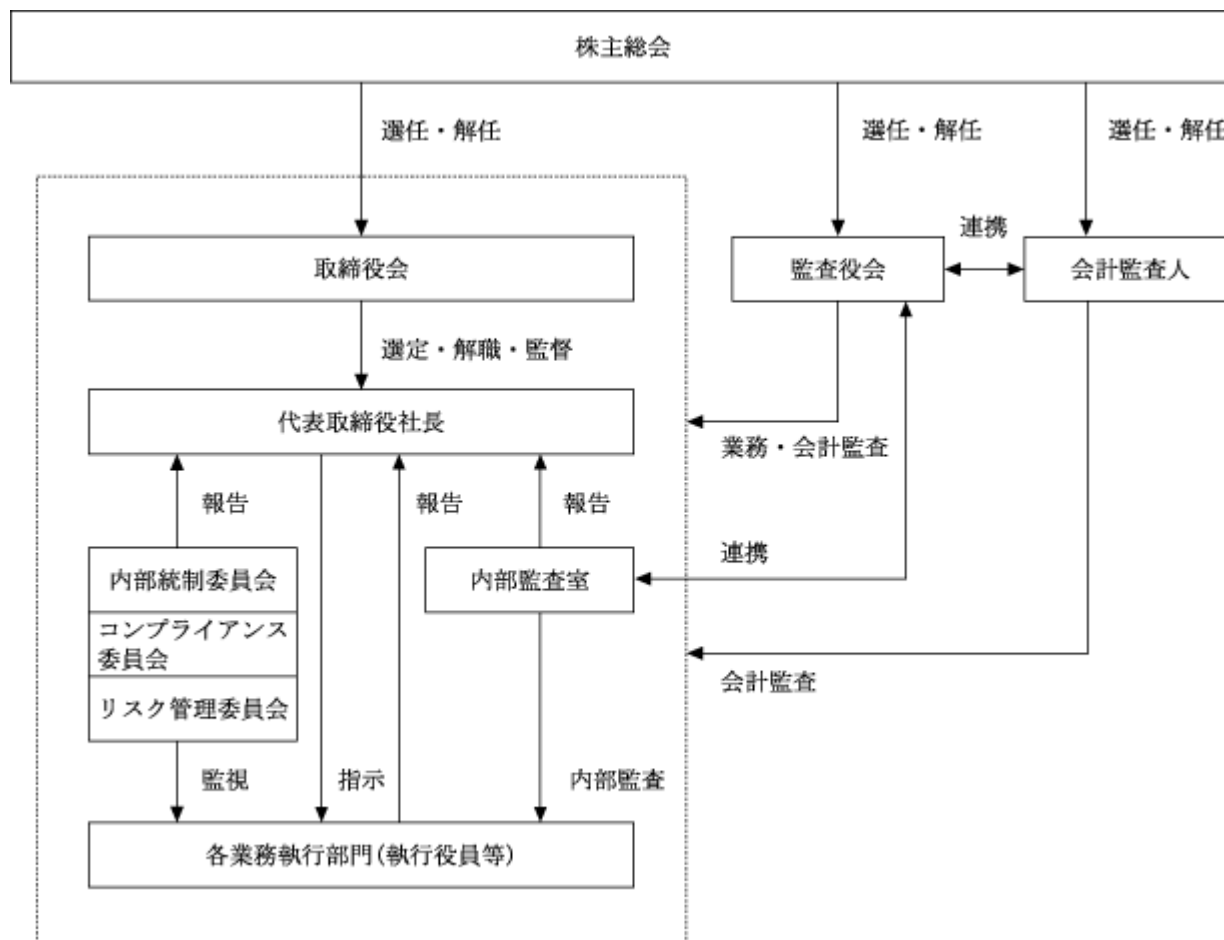 株主総会
選任・解任
選任・解任
選任・解任
取締役会
監査役会
連携
会計監査人
選定・解職・監督
代表取締役社長
業務・会計監査
報告
報告
報告
内部統制委員会
コンプライアンス
委員会
リスク管理委員会
内部監査室
連携
会計監査
監視
指示
内部監査
各業務執行部門(執行役員等)